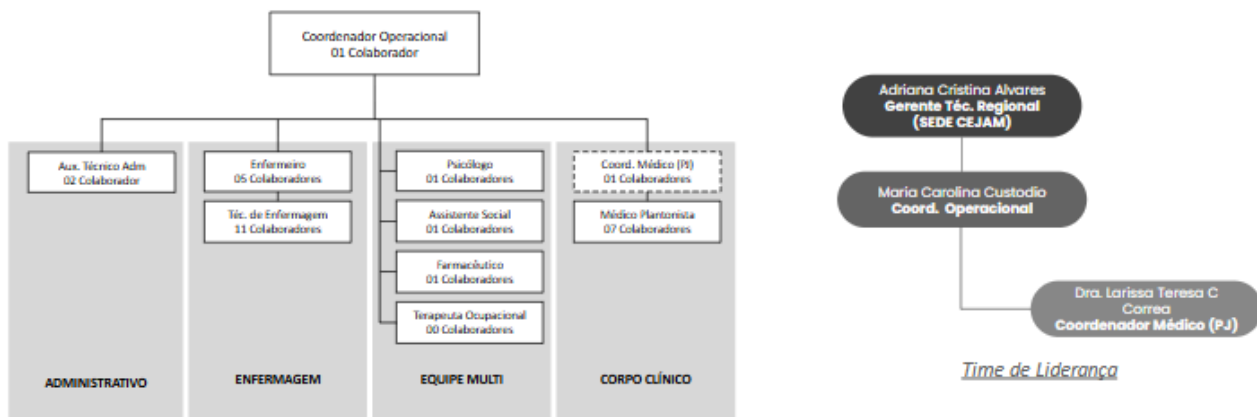 Coordenador Operacional
01 Colaborador
Aux. Técnico Adm
02 Colaborador
ADMINISTRATIVO
Enfermeiro
05 Colaboradores
Téc. de Enfermagem
11 Colaboradores
ENFERMAGEM
Psicólogo
01 Colaboradores
Assistente Social
01 Colaboradores
Farmacêutico
01 Colaboradores
Terapeuta Ocupacional
00 Colaboradores
EQUIPE MULTI
Coord. Médico (PJ)
01 Colaboradores
Médico Plantonista
07 Colaboradores
CORPO CLÍNICO
Adriana Cristina Alvares
Gerente Téc. Regional
(SEDE CEJAM)
Maria Carolina Custodio
Coord. Operacional
Dra. Larissa Teresa C
Correa
Coordenador Médico (PJ)
Time de Liderança